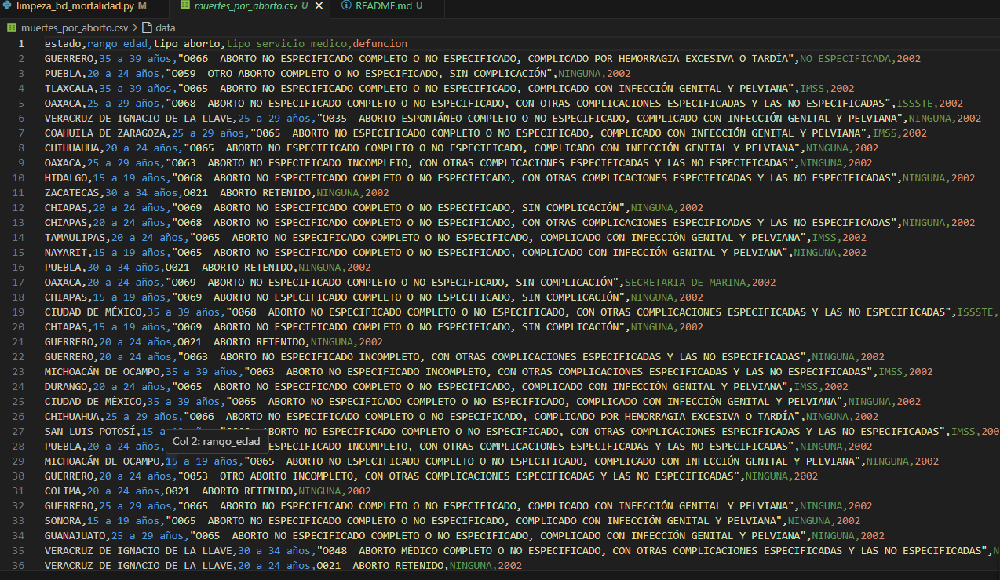 limpeza_bd_mortalidad.py M
muertes_por_aborto.csv U
README.md U
muertes_por_aborto.csv > data
1 estado,rango_edad,tipo_aborto,tipo_servicio_medico,defuncion
2 GUERRERO,35 a 39 años,"O066  ABORTO NO ESPECIFICADO COMPLETO O NO ESPECIFICADO, COMPLICADO POR HEMORRAGIA EXCESIVA O TARDÍA",NO ESPECIFICADA,2002
3 PUEBLA,20 a 24 años,"O059  OTRO ABORTO COMPLETO O NO ESPECIFICADO, SIN COMPLICACIÓN",NINGUNA,2002
4 TLAXCALA,35 a 39 años,"O065  ABORTO NO ESPECIFICADO COMPLETO O NO ESPECIFICADO, COMPLICADO CON INFECCIÓN GENITAL Y PELVIANA",IMSS,2002
5 OAXACA,25 a 29 años,"O068  ABORTO NO ESPECIFICADO COMPLETO O NO ESPECIFICADO, CON OTRAS COMPLICACIONES ESPECIFICADAS Y LAS NO ESPECIFICADAS",ISSSTE,2002
6 VERACRUZ DE IGNACIO DE LA LLAVE,25 a 29 años,"O035  ABORTO ESPONTÁNEO COMPLETO O NO ESPECIFICADO, COMPLICADO CON INFECCIÓN GENITAL Y PELVIANA",NINGUNA,2002
7 COAHUILA DE ZARAGOZA,25 a 29 años,"O065  ABORTO NO ESPECIFICADO COMPLETO O NO ESPECIFICADO, COMPLICADO CON INFECCIÓN GENITAL Y PELVIANA",IMSS,2002
8 CHIHUAHUA,20 a 24 años,"O065  ABORTO NO ESPECIFICADO COMPLETO O NO ESPECIFICADO, COMPLICADO CON INFECCIÓN GENITAL Y PELVIANA",NINGUNA,2002
9 OAXACA,25 a 29 años,"O063  ABORTO NO ESPECIFICADO INCOMPLETO, CON OTRAS COMPLICACIONES ESPECIFICADAS Y LAS NO ESPECIFICADAS",NINGUNA,2002
10 HIDALGO,15 a 19 años,"O068  ABORTO NO ESPECIFICADO COMPLETO O NO ESPECIFICADO, CON OTRAS COMPLICACIONES ESPECIFICADAS Y LAS NO ESPECIFICADAS",NINGUNA,2002
11 ZACATECAS,30 a 34 años,O021  ABORTO RETENIDO,NINGUNA,2002
12 CHIAPAS,20 a 24 años,"O069  ABORTO NO ESPECIFICADO COMPLETO O NO ESPECIFICADO, SIN COMPLICACIÓN",NINGUNA,2002
13 CHIAPAS,20 a 24 años,"O068  ABORTO NO ESPECIFICADO COMPLETO O NO ESPECIFICADO, CON OTRAS COMPLICACIONES ESPECIFICADAS Y LAS NO ESPECIFICADAS",NINGUNA,2002
14 TAMAULIPAS,20 a 24 años,"O065  ABORTO NO ESPECIFICADO COMPLETO O NO ESPECIFICADO, COMPLICADO CON INFECCIÓN GENITAL Y PELVIANA",IMSS,2002
15 NAYARIT,15 a 19 años,"O065  ABORTO NO ESPECIFICADO COMPLETO O NO ESPECIFICADO, COMPLICADO CON INFECCIÓN GENITAL Y PELVIANA",NINGUNA,2002
16 PUEBLA,30 a 34 años,O021  ABORTO RETENIDO,NINGUNA,2002
17 OAXACA,20 a 24 años,"O069  ABORTO NO ESPECIFICADO COMPLETO O NO ESPECIFICADO, SIN COMPLICACIÓN",SECRETARIA DE MARINA,2002
18 CHIAPAS,15 a 19 años,"O069  ABORTO NO ESPECIFICADO COMPLETO O NO ESPECIFICADO, SIN COMPLICACIÓN",NINGUNA,2002
19 CIUDAD DE MÉXICO,35 a 39 años,"O068  ABORTO NO ESPECIFICADO COMPLETO O NO ESPECIFICADO, CON OTRAS COMPLICACIONES ESPECIFICADAS Y LAS NO ESPECIFICADAS",ISSSTE,
20 CHIAPAS,15 a 19 años,"O069  ABORTO NO ESPECIFICADO COMPLETO O NO ESPECIFICADO, SIN COMPLICACIÓN",NINGUNA,2002
21 GUERRERO,20 a 24 años,O021  ABORTO RETENIDO,NINGUNA,2002
22 GUERRERO,20 a 24 años,"O063  ABORTO NO ESPECIFICADO INCOMPLETO, CON OTRAS COMPLICACIONES ESPECIFICADAS Y LAS NO ESPECIFICADAS",NINGUNA,2002
23 MICHOACÁN DE OCAMPO,35 a 39 años,"O063  ABORTO NO ESPECIFICADO INCOMPLETO, CON OTRAS COMPLICACIONES ESPECIFICADAS Y LAS NO ESPECIFICADAS",IMSS,2002
24 DURANGO,20 a 24 años,"O065  ABORTO NO ESPECIFICADO COMPLETO O NO ESPECIFICADO, COMPLICADO CON INFECCIÓN GENITAL Y PELVIANA",IMSS,2002
25 CIUDAD DE MÉXICO,35 a 39 años,"O065  ABORTO NO ESPECIFICADO COMPLETO O NO ESPECIFICADO, COMPLICADO CON INFECCIÓN GENITAL Y PELVIANA",NINGUNA,2002
26 CHIHUAHUA,25 a 29 años,"O066  ABORTO NO ESPECIFICADO COMPLETO O NO ESPECIFICADO, COMPLICADO POR HEMORRAGIA EXCESIVA O TARDÍA",NINGUNA,2002
27 SAN LUIS POTOSÍ,15 a ABORTO NO ESPECIFICADO COMPLETO O NO ESPECIFICADO, CON OTRAS COMPLICACIONES ESPECIFICADAS Y LAS NO ESPECIFICADAS",IMSS,200
Col 2: rango_edad
28 PUEBLA,20 a 24 años, ABORTO NO ESPECIFICADO INCOMPLETO, CON OTRAS COMPLICACIONES ESPECIFICADAS Y LAS NO ESPECIFICADAS",NINGUNA,2002
29 MICHOACÁN DE OCAMPO,15 a 19 años,"O065  ABORTO NO ESPECIFICADO COMPLETO O NO ESPECIFICADO, COMPLICADO CON INFECCIÓN GENITAL Y PELVIANA",NINGUNA,2002
30 GUERRERO,20 a 24 años,"O053  OTRO ABORTO INCOMPLETO, CON OTRAS COMPLICACIONES ESPECIFICADAS Y LAS NO ESPECIFICADAS",NINGUNA,2002
31 COLIMA,20 a 24 años,O021  ABORTO RETENIDO,NINGUNA,2002
32 GUERRERO,25 a 29 años,"O065  ABORTO NO ESPECIFICADO COMPLETO O NO ESPECIFICADO, COMPLICADO CON INFECCIÓN GENITAL Y PELVIANA",NINGUNA,2002
33 SONORA,15 a 19 años,"O065  ABORTO NO ESPECIFICADO COMPLETO O NO ESPECIFICADO, COMPLICADO CON INFECCIÓN GENITAL Y PELVIANA",NINGUNA,2002
34 GUANAJUATO,25 a 29 años,"O065  ABORTO NO ESPECIFICADO COMPLETO O NO ESPECIFICADO, COMPLICADO CON INFECCIÓN GENITAL Y PELVIANA",NINGUNA,2002
35 VERACRUZ DE IGNACIO DE LA LLAVE,30 a 34 años,"O048  ABORTO MÉDICO COMPLETO O NO ESPECIFICADO, CON OTRAS COMPLICACIONES ESPECIFICADAS Y LAS NO ESPECIFICADAS",N
36 VERACRUZ DE IGNACIO DE LA LLAVE,20 a 24 años,O021  ABORTO RETENIDO,NINGUNA,2002